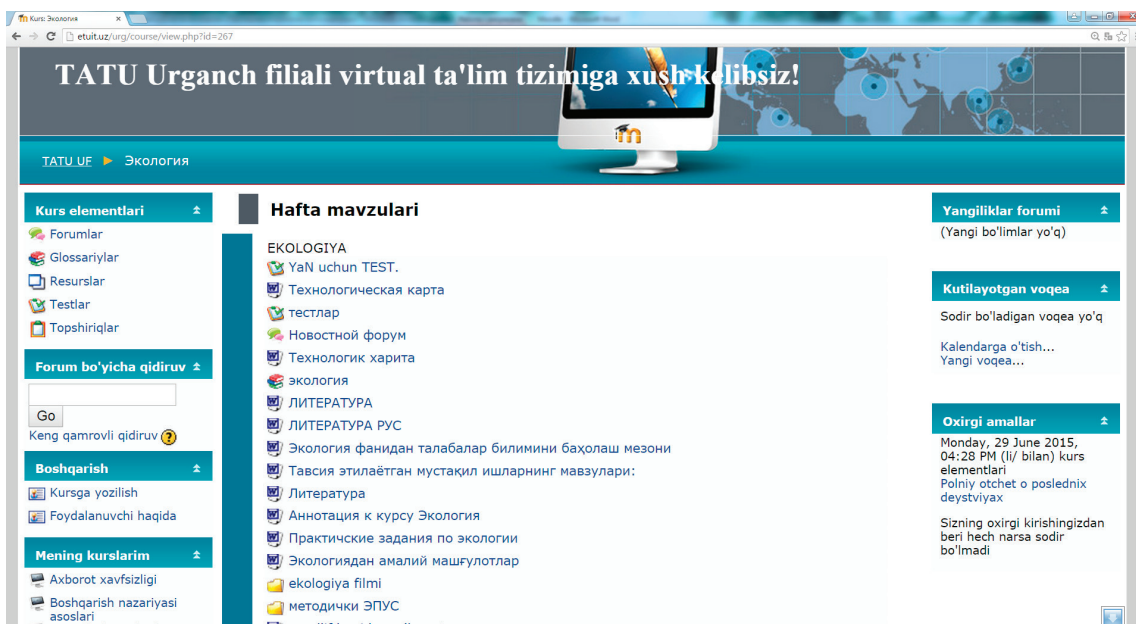 Kurs: Экология
etuit.uz/urg/course/view.php?id=267
TATU Urganch filiali virtual ta'lim tizimiga xush kelibsiz!
TATU UF ► Экология
Kurs elementlari
Forumlar
Glossariylar
Resurslar
Testlar
Topshiriqlar
Forum bo'yicha qidiruv
Go
Keng qamrovli qidiruv
Boshqarish
Kursga yozilish
Foydalanuvchi haqida
Mening kurslarim
Axborot xavfsizligi
Boshqarish nazariyasi
asoslari
Hafta mavzulari
EKOLOGIYA
YaN uchun TEST.
Технологическая карта
тестлар
Новостной форум
Технологик харита
экология
ЛИТЕРАТУРА
ЛИТЕРАТУРА РУС
Экология фанидан талабалар билимини баҳолаш мезони
Тавсия этилаётган мустақил ишларнинг мавзулари:
Литература
Аннотация к курсу Экология
Практичские задания по экологии
Экологиядан амалий машғулотлар
ekologiya filmi
методички ЭПУС
Yangiliklar forumi
(Yangi bo'limlar yo'q)
Kutilayotgan voqea
Sodir bo'ladigan voqea yo'q
Kalendarga o'tish...
Yangi voqea...
Oxirgi amallar
Monday, 29 June 2015,
04:28 PM (li/ bilan) kurs
elementlari
Polniy otchet o poslednix
deystviyax
Sizning oxirgi kirishingizdan
beri hech narsa sodir
bo'lmadi